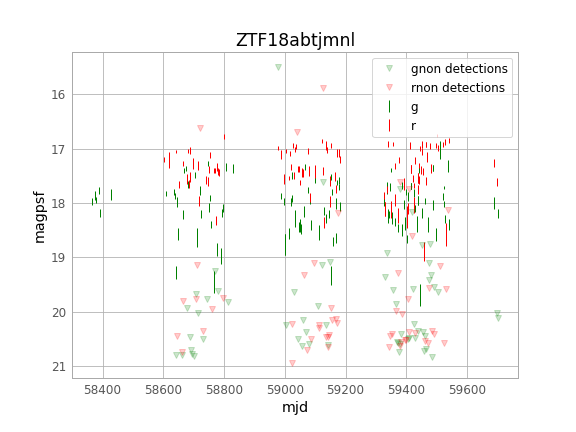 ZTF18abtjmnl
gnon detections
rnon detections
g
r
16
17
18
19
20
21
magpsf
58400
58600
58800
59000
59200
59400
59600
mjd